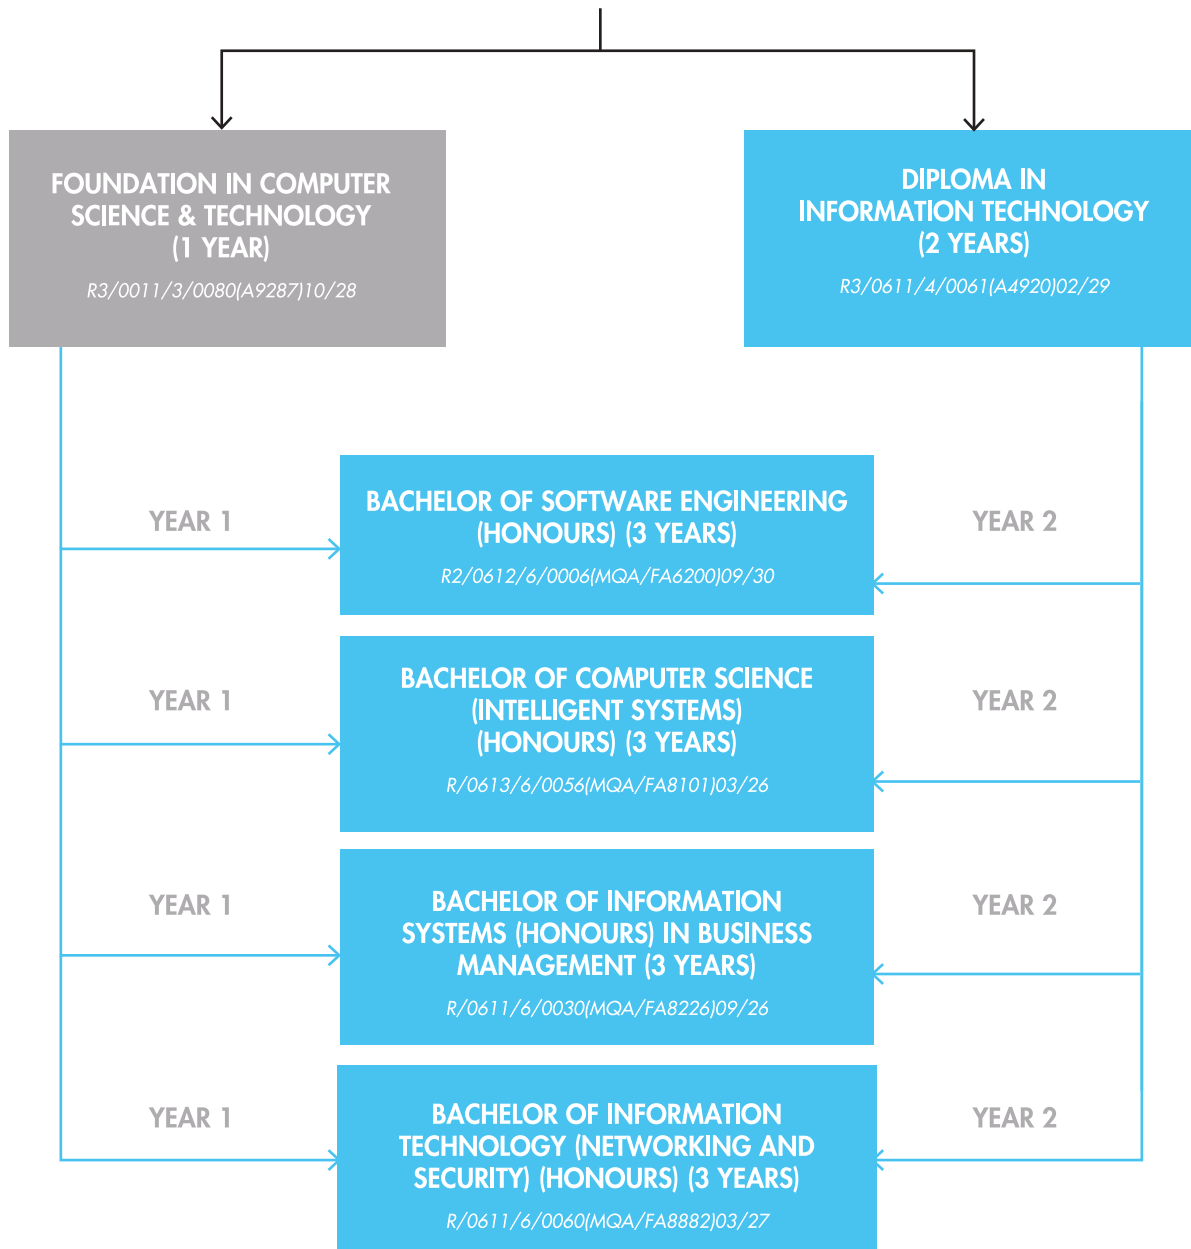 FOUNDATION IN COMPUTER
SCIENCE & TECHNOLOGY
(1 YEAR)
R3/0011/3/0080(A9287)10/28
DIPLOMA IN
INFORMATION TECHNOLOGY
(2 YEARS)
R3/0611/4/0061(A4920)02/29
YEAR 1
BACHELOR OF SOFTWARE ENGINEERING
(HONOURS) (3 YEARS)
R2/0612/6/0006(MQA/FA6200)09/30
YEAR 2
YEAR 1
BACHELOR OF COMPUTER SCIENCE
(INTELLIGENT SYSTEMS)
(HONOURS) (3 YEARS)
R/0613/6/0056(MQA/FA8101)03/26
YEAR 2
YEAR 1
BACHELOR OF INFORMATION
SYSTEMS (HONOURS) IN BUSINESS
MANAGEMENT (3 YEARS)
R/0611/6/0030(MQA/FA8226)09/26
YEAR 2
YEAR 1
BACHELOR OF INFORMATION
TECHNOLOGY (NETWORKING AND
SECURITY) (HONOURS) (3 YEARS)
R/0611/6/0060(MQA/FA8882)03/27
YEAR 2